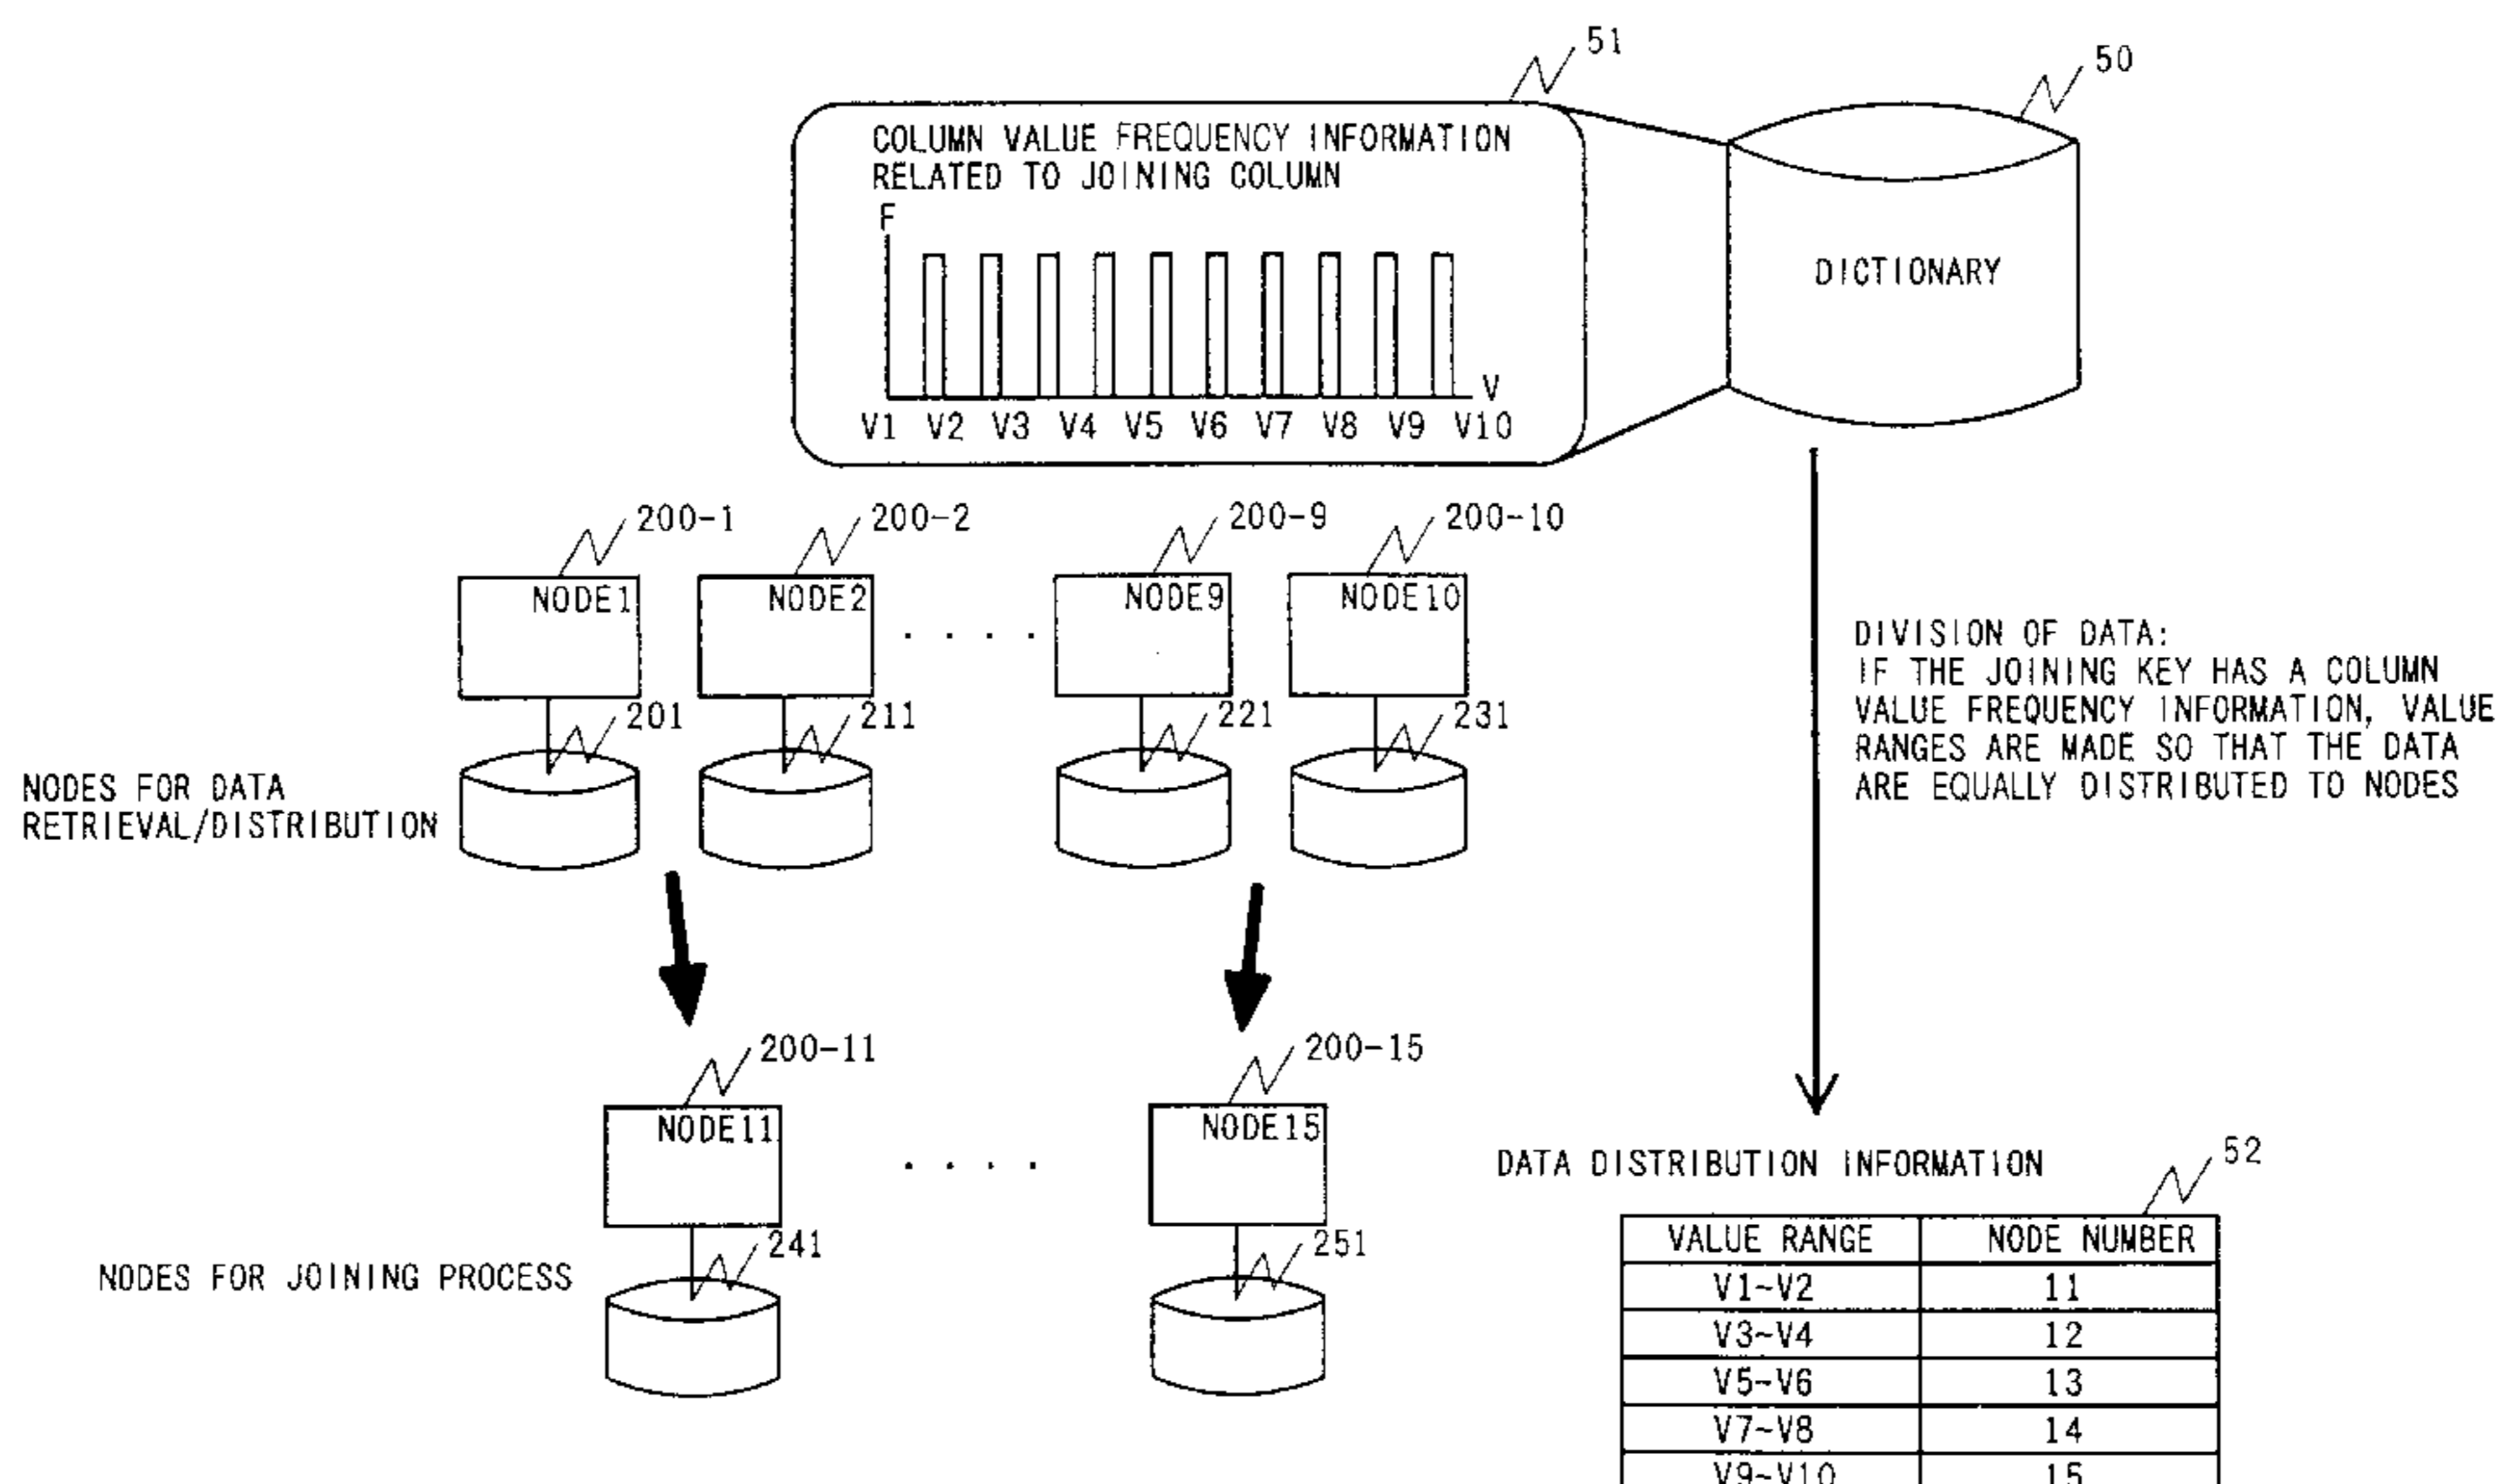 51
50
COLUMN VALUE FREQUENCY INFORMATION
RELATED TO JOINING COLUMN
F
V
V1 V2 V3 V4 V5 V6 V7 V8 V9 V10
DICTIONARY
200-1
200-2
200-9
200-10
NODE1
NODE2
. . . .
NODE9
NODE10
201
211
221
231
NODES FOR DATA
RETRIEVAL/DISTRIBUTION
DIVISION OF DATA:
IF THE JOINING KEY HAS A COLUMN
VALUE FREQUENCY INFORMATION, VALUE
RANGES ARE MADE SO THAT THE DATA
ARE EQUALLY DISTRIBUTED TO NODES
200-11
200-15
NODE11
. . . .
NODE15
241
251
NODES FOR JOINING PROCESS
DATA DISTRIBUTION INFORMATION
52
VALUE RANGE NODE NUMBER
V1~V2 11
V3~V4 12
V5~V6 13
V7~V8 14
V9~V10 15